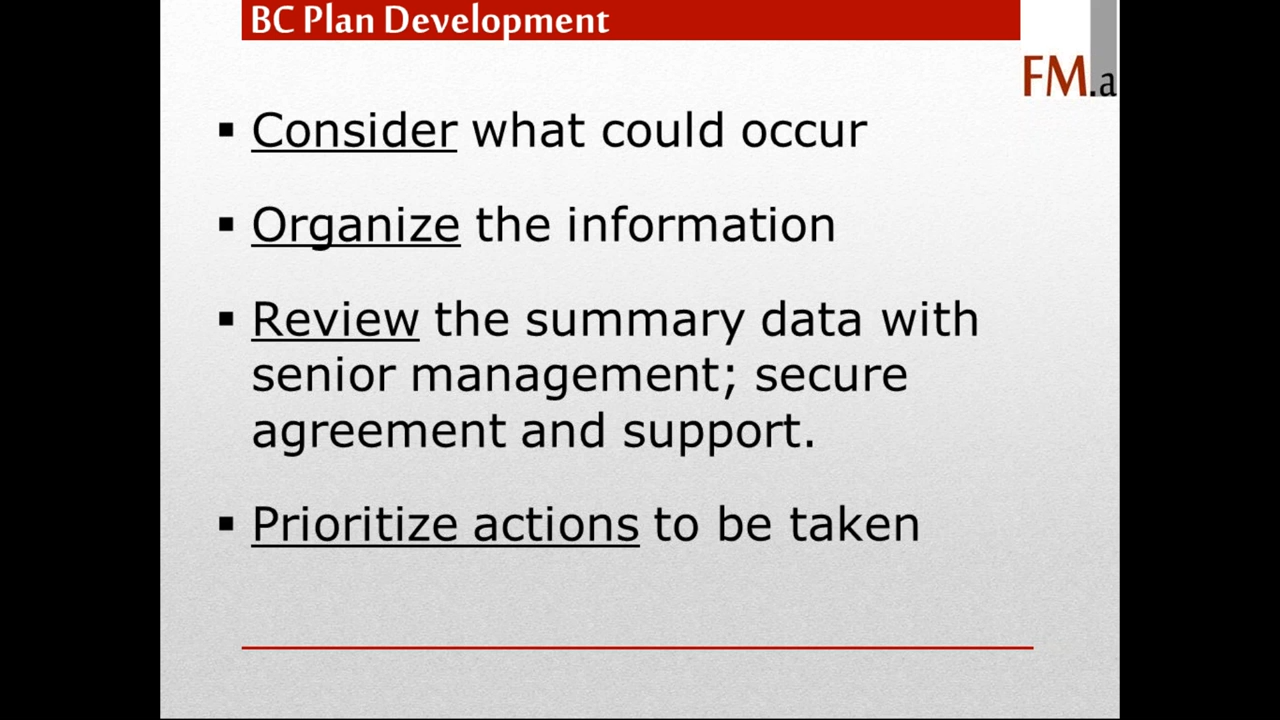 BC Plan Development
FM.a
▪ Consider what could occur
▪ Organize the information
▪ Review the summary data with
senior management; secure
agreement and support.
▪ Prioritize actions to be taken